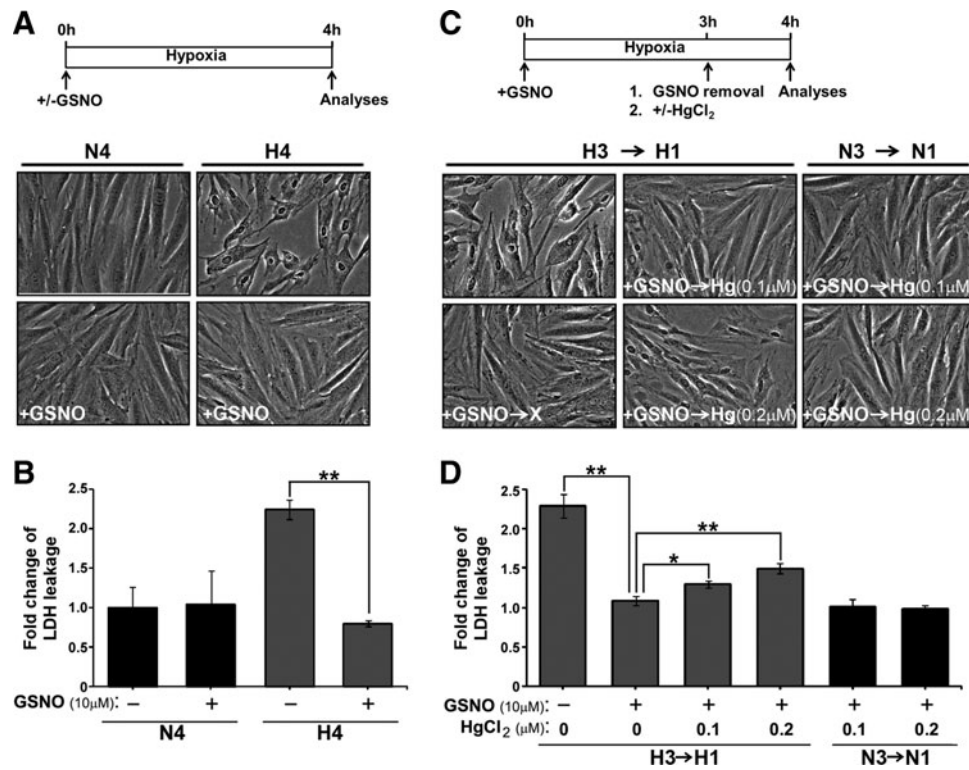 A
0h 4h
Hypoxia
+/-GSNO Analyses
N4 H4
+GSNO +GSNO
B
Fold change of
LDH leakage
2.5
2.0
1.5
1.0
0.5
0
**
GSNO (10μM): – + – +
N4 H4
C
0h 3h 4h
Hypoxia
+GSNO 1. GSNO removal Analyses
2. +/-HgCl₂
H3 → H1 N3 → N1
+GSNO→Hg(0.1μM) +GSNO→Hg(0.1μM)
+GSNO→X +GSNO→Hg(0.2μM) +GSNO→Hg(0.2μM)
D
Fold change of
LDH leakage
2.5
2.0
1.5
1.0
0.5
0
** * **
GSNO (10μM): – + + + + +
HgCl₂ (μM): 0 0 0.1 0.2 0.1 0.2
H3→H1 N3→N1